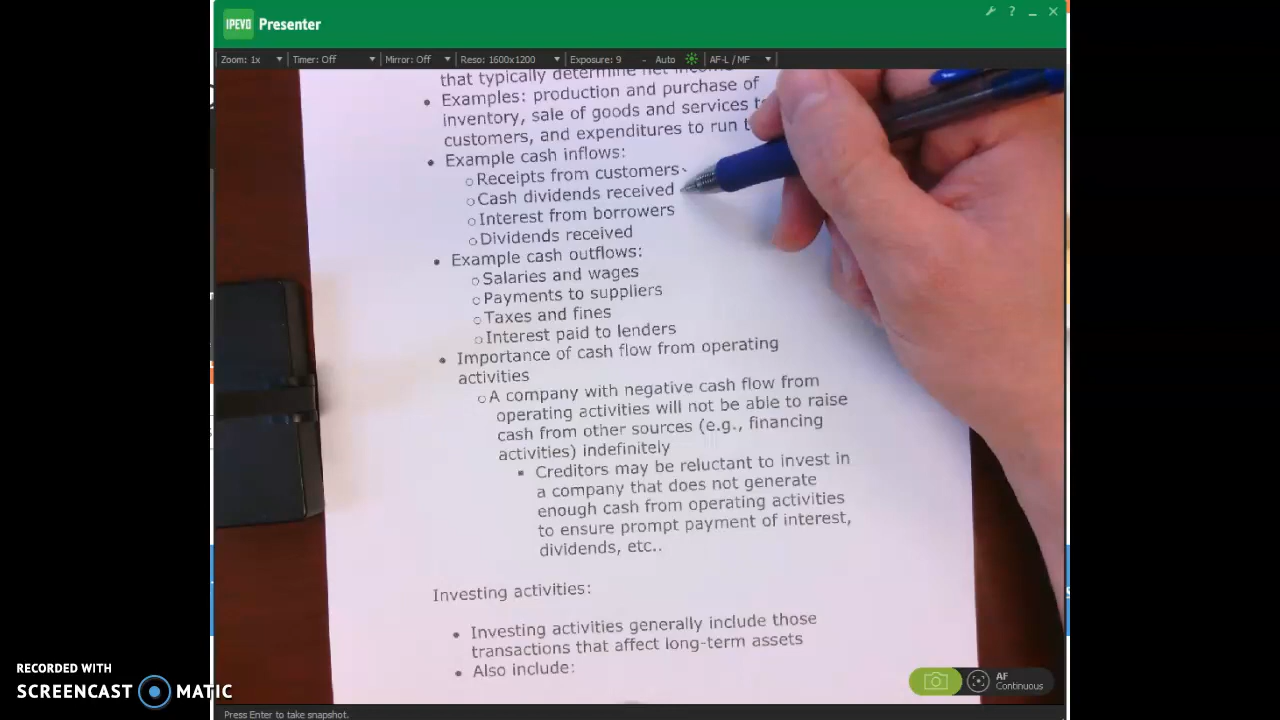 IPEVO Presenter
Zoom: 1x Timer: Off Mirror: Off Reso: 1600x1200 Exposure: 9 - Auto AF-L / MF
that typically determine net income
• Examples: production and purchase of
inventory, sale of goods and services
customers, and expenditures to run
• Example cash inflows:
○ Receipts from customers
○ Cash dividends received
○ Interest from borrowers
○ Dividends received
• Example cash outflows:
○ Salaries and wages
○ Payments to suppliers
○ Taxes and fines
○ Interest paid to lenders
• Importance of cash flow from operating
activities
○ A company with negative cash flow from
operating activities will not be able to raise
cash from other sources (e.g., financing
activities) indefinitely
▪ Creditors may be reluctant to invest in
a company that does not generate
enough cash from operating activities
to ensure prompt payment of interest,
dividends, etc..
Investing activities:
• Investing activities generally include those
transactions that affect long-term assets
• Also include:
AF
Continuous
RECORDED WITH
SCREENCAST MATIC
Press Enter to take snapshot.